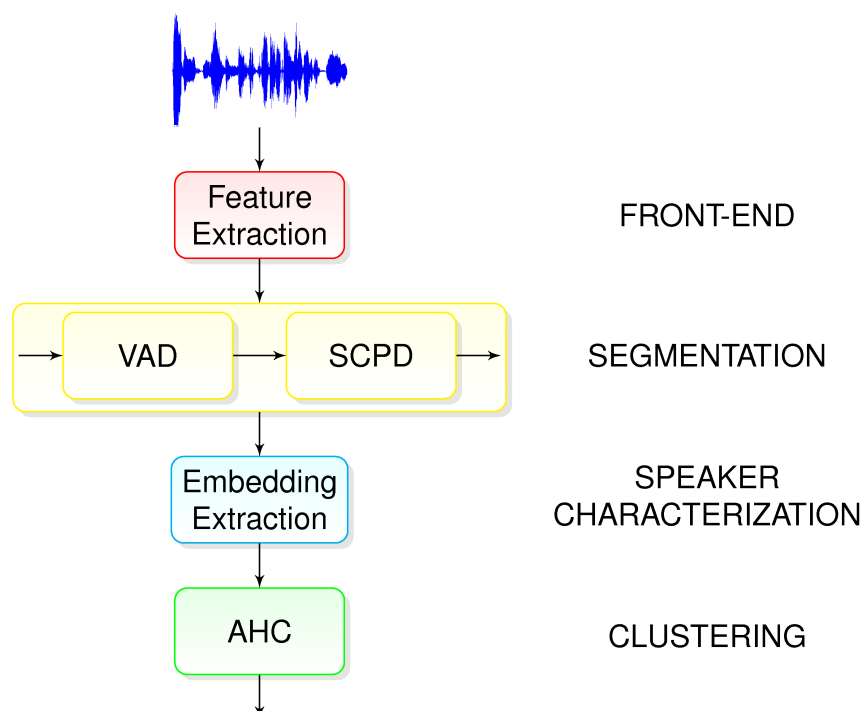 Feature
Extraction
FRONT-END
VAD
SCPD
SEGMENTATION
Embedding
Extraction
SPEAKER
CHARACTERIZATION
AHC
CLUSTERING